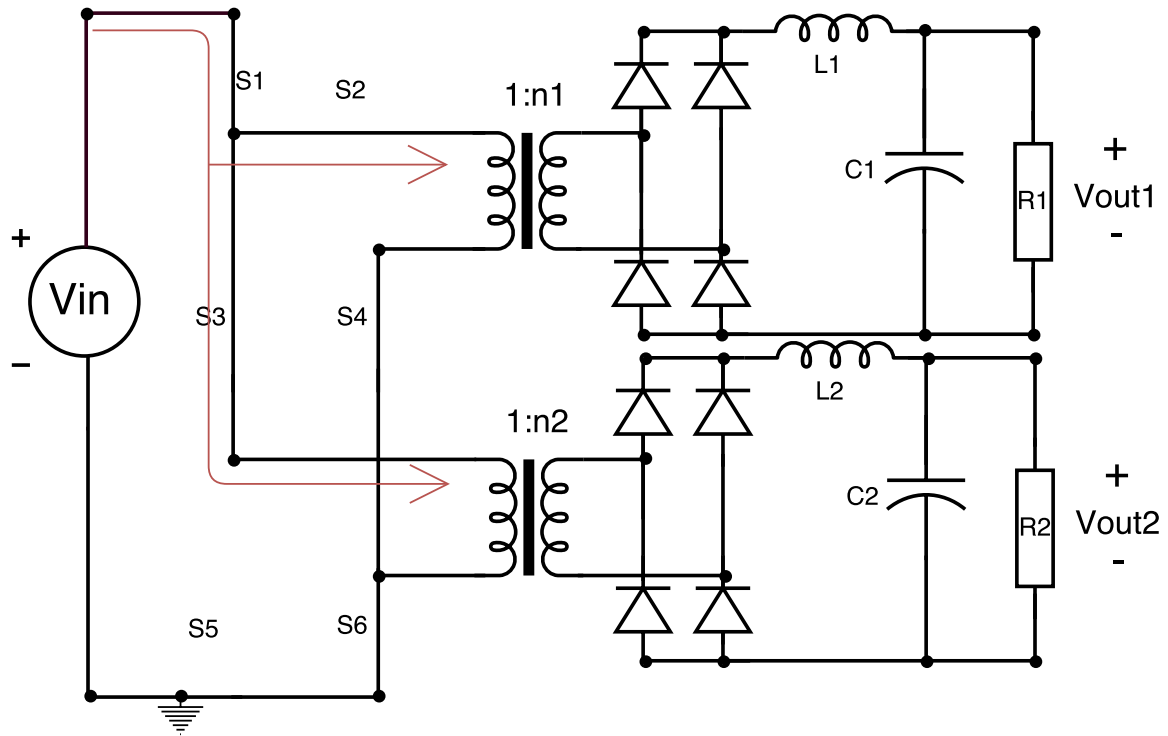 S1
S2
1:n1
L1
+
Vin
−
S3
S4
C1
R1
+
Vout1
-
1:n2
L2
C2
R2
+
Vout2
-
S5
S6